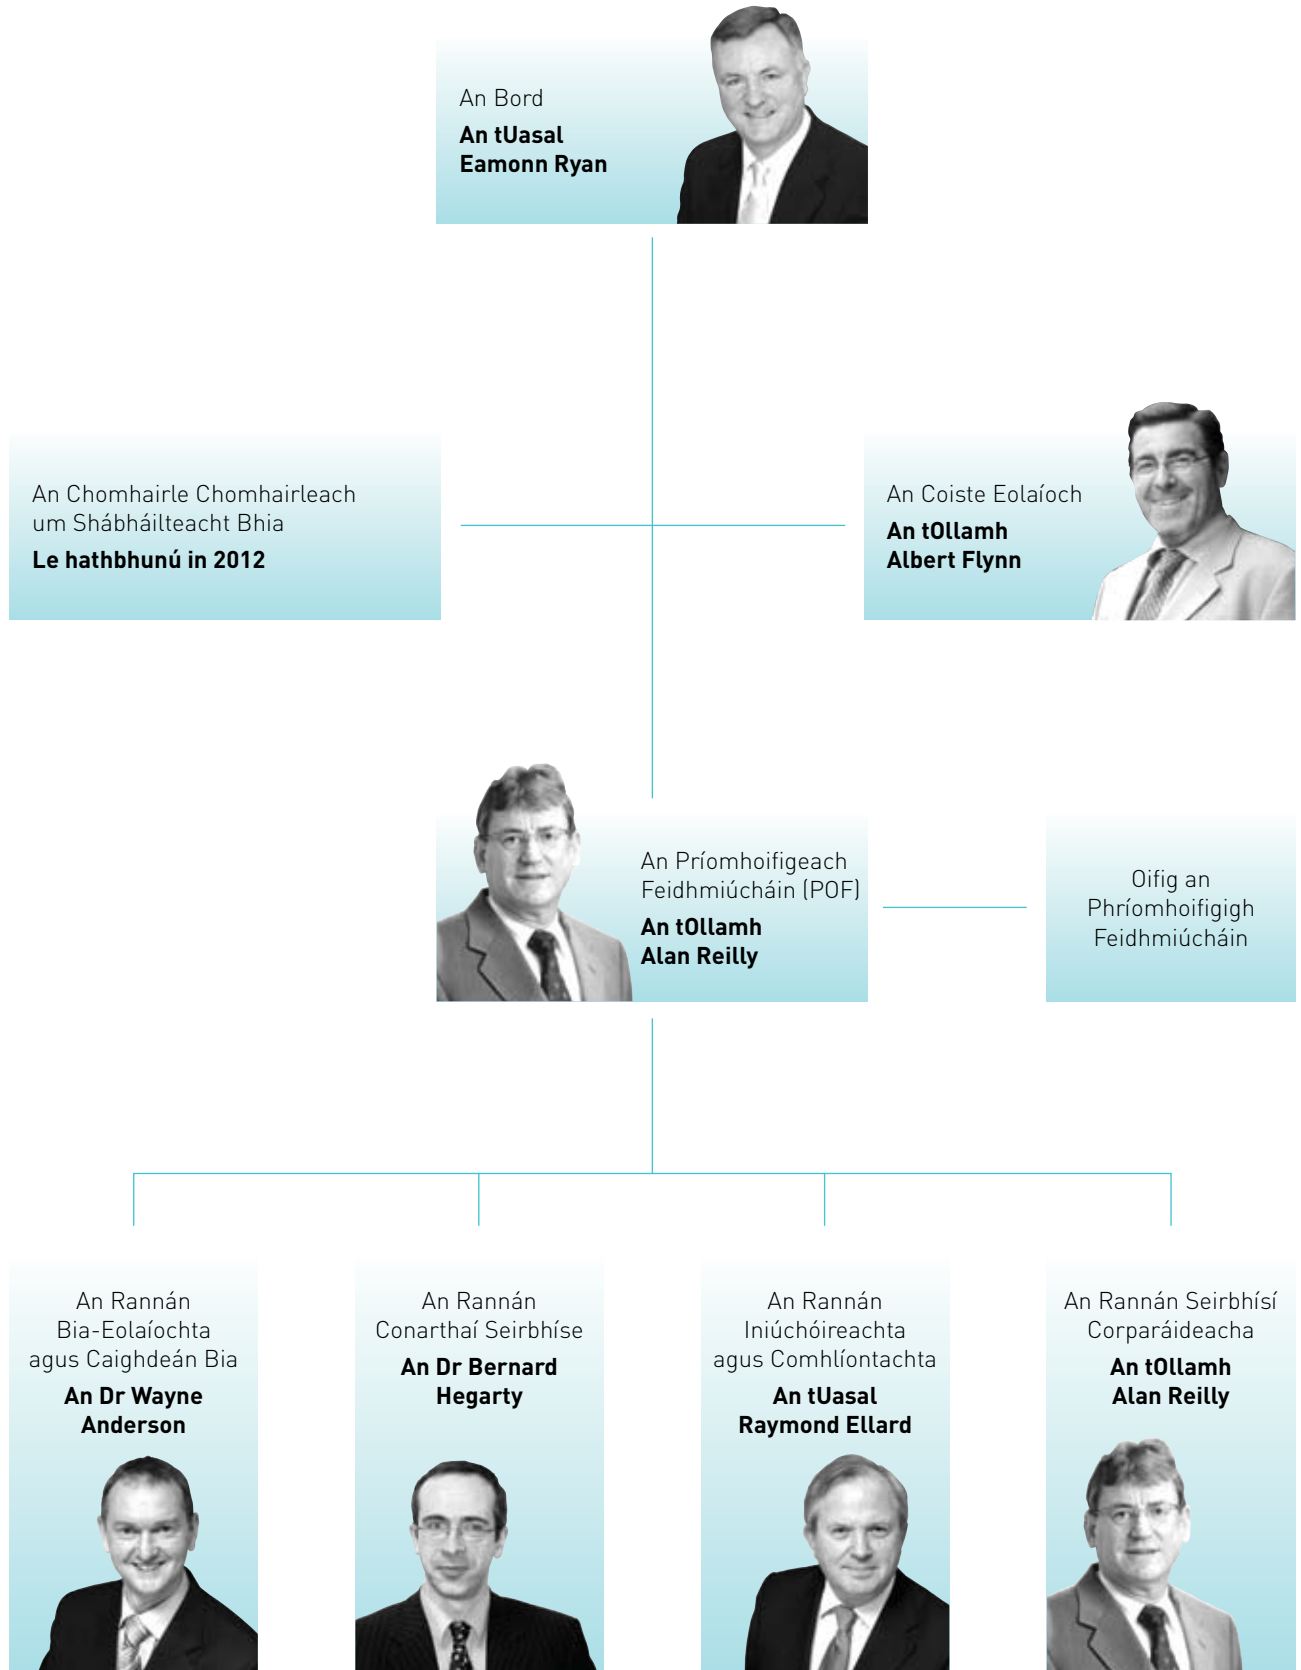 An Bord
An tUasal
Eamonn Ryan
An Chomhairle Chomhairleach
um Shábháilteacht Bhia
Le hathbhunú in 2012
An Coiste Eolaíoch
An tOllamh
Albert Flynn
An Príomhoifigeach
Feidhmiúcháin (POF)
An tOllamh
Alan Reilly
Oifig an
Phríomhoifigigh
Feidhmiúcháin
An Rannán
Bia-Eolaíochta
agus Caighdeán Bia
An Dr Wayne
Anderson
An Rannán
Conarthaí Seirbhíse
An Dr Bernard
Hegarty
An Rannán
Iniúchóireachta
agus Comhlíontachta
An tUasal
Raymond Ellard
An Rannán Seirbhísí
Corparáideacha
An tOllamh
Alan Reilly